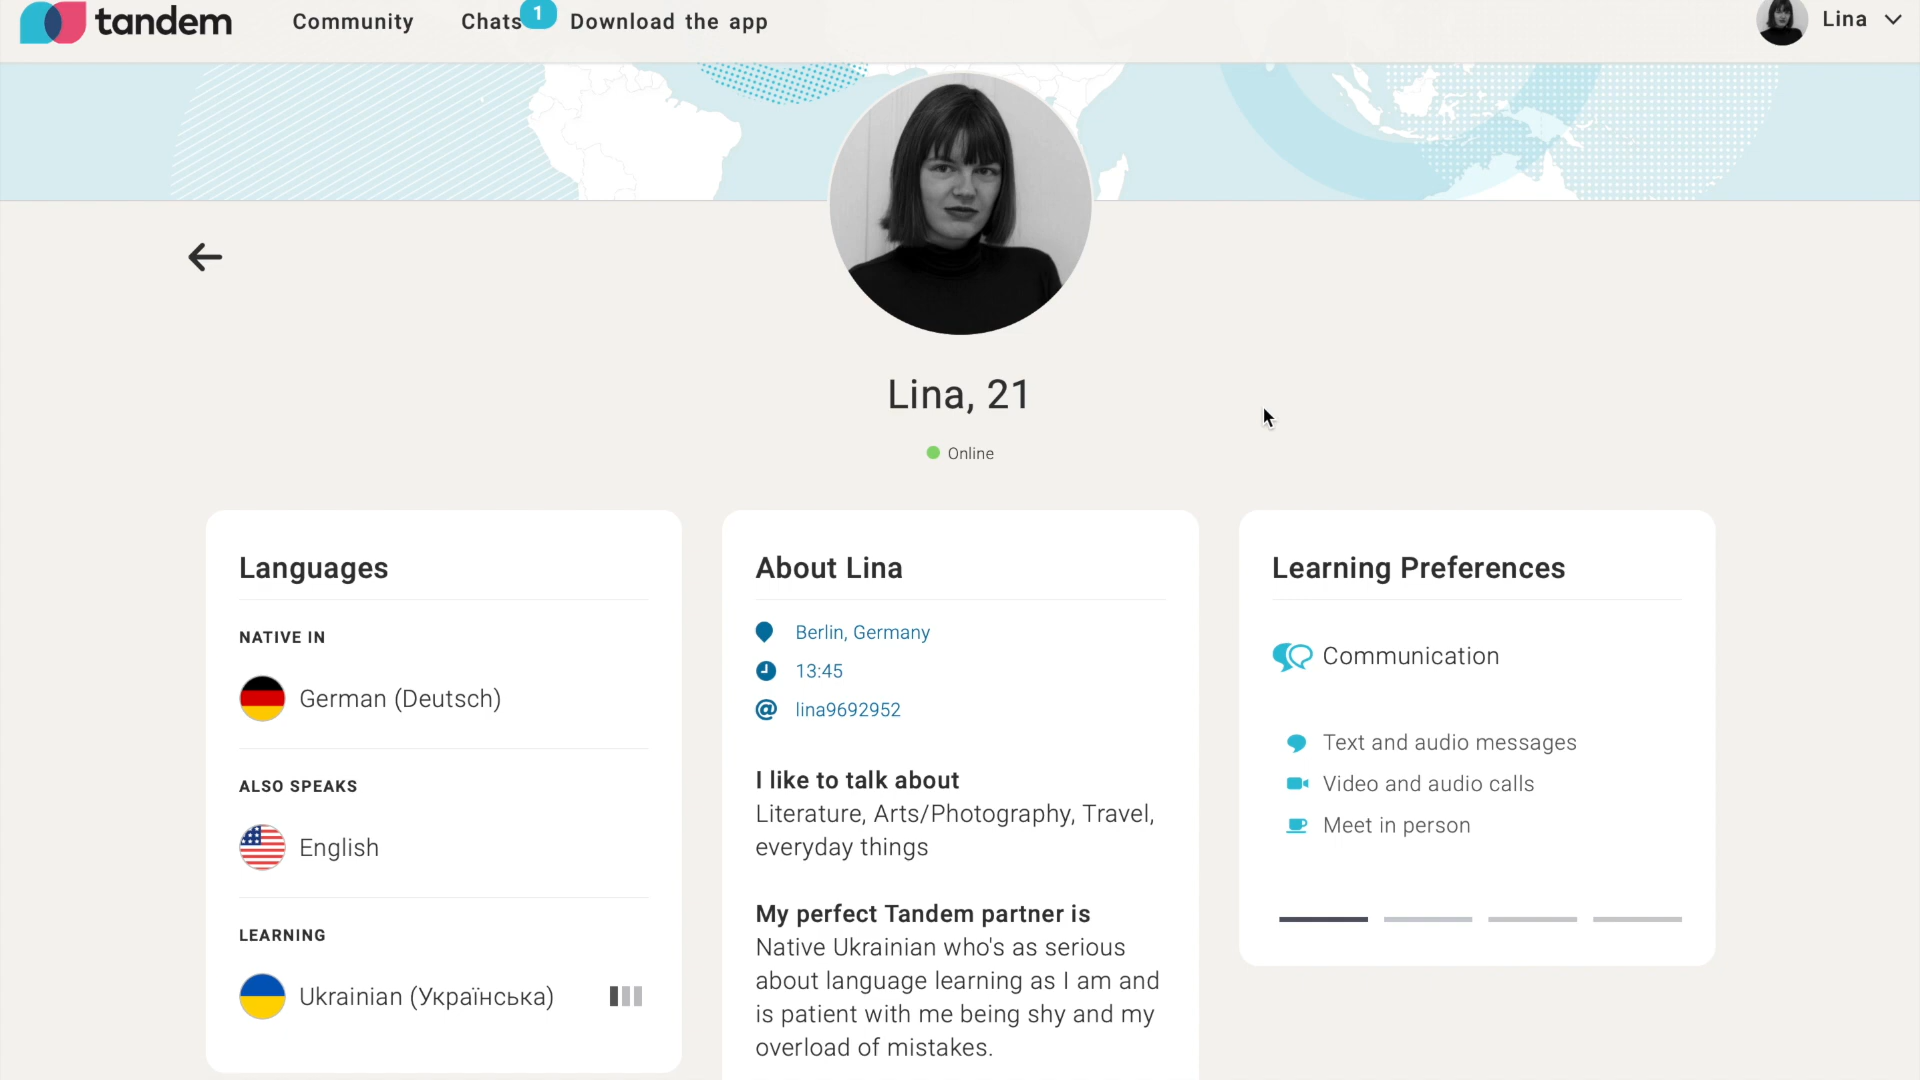 tandem
Community
Chats
1
Download the app
Lina
Lina, 21
Online
Languages
NATIVE IN
German (Deutsch)
ALSO SPEAKS
English
LEARNING
Ukrainian (Українська)
About Lina
Berlin, Germany
13:45
lina9692952
I like to talk about
Literature, Arts/Photography, Travel,
everyday things
My perfect Tandem partner is
Native Ukrainian who's as serious
about language learning as I am and
is patient with me being shy and my
overload of mistakes.
Learning Preferences
Communication
Text and audio messages
Video and audio calls
Meet in person